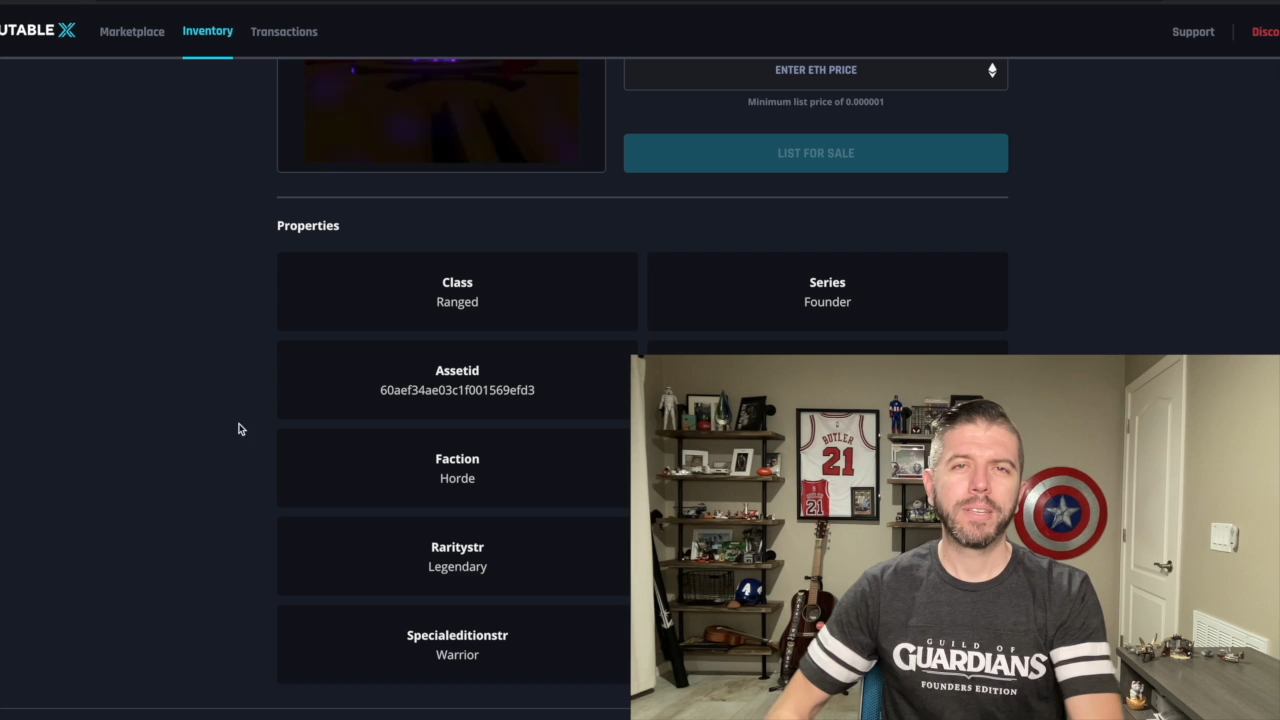 UTABLE X
Marketplace
Inventory
Transactions
Support
Disco
ENTER ETH PRICE
Minimum list price of 0.000001
LIST FOR SALE
Properties
Class
Ranged
Series
Founder
Assetid
60aef34ae03c1f001569efd3
Faction
Horde
Raritystr
Legendary
Specialeditionstr
Warrior
BUTLER
21
21
GUILD OF
GUARDIANS
FOUNDERS EDITION